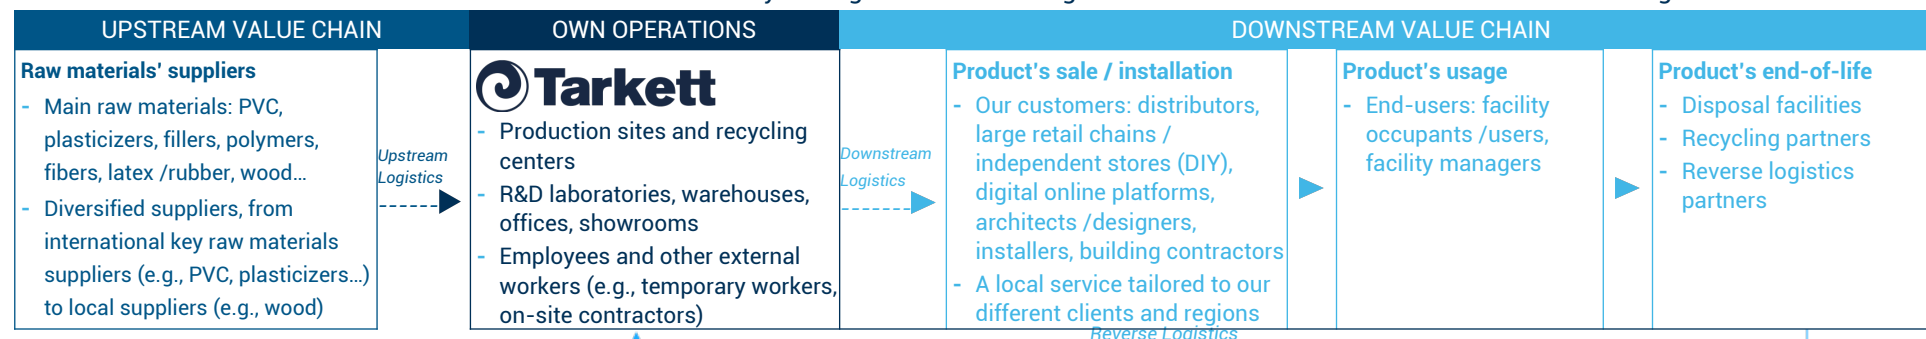 UPSTREAM VALUE CHAIN
OWN OPERATIONS
DOWNSTREAM VALUE CHAIN
Raw materials' suppliers
- Main raw materials: PVC,
plasticizers, fillers, polymers,
fibers, latex /rubber, wood...
- Diversified suppliers, from
international key raw materials
suppliers (e.g., PVC, plasticizers...)
to local suppliers (e.g., wood)
Upstream
Logistics
Tarkett
- Production sites and recycling
centers
- R&D laboratories, warehouses,
offices, showrooms
- Employees and other external
workers (e.g., temporary workers,
on-site contractors)
Downstream
Logistics
Product's sale / installation
- Our customers: distributors,
large retail chains /
independent stores (DIY),
digital online platforms,
architects /designers,
installers, building contractors
- A local service tailored to our
different clients and regions
Product's usage
- End-users: facility
occupants /users,
facility managers
Product's end-of-life
- Disposal facilities
- Recycling partners
- Reverse logistics
partners
Reverse Logistics